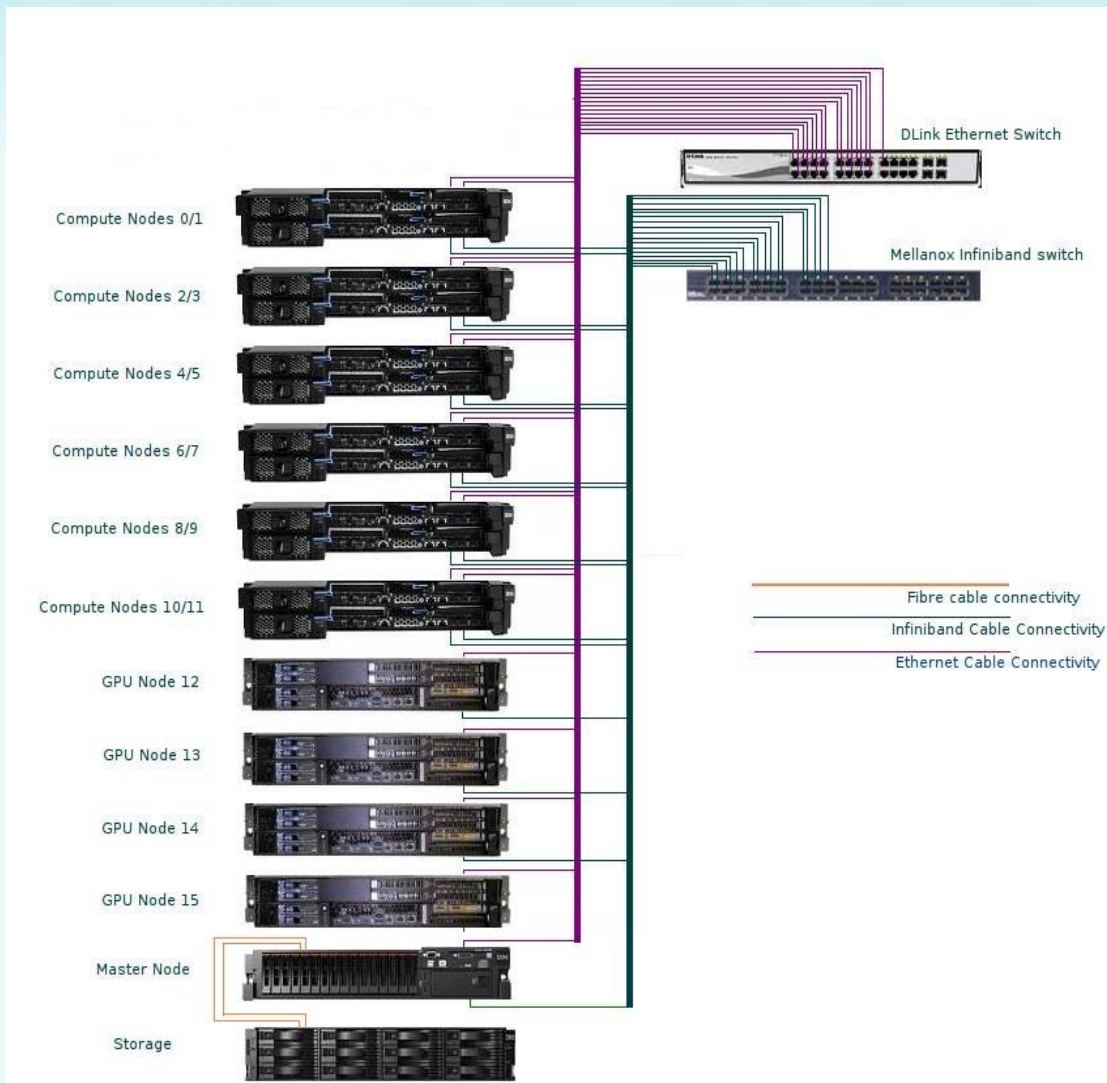 DLink Ethernet Switch
Compute Nodes 0/1
Mellanox Infiniband switch
Compute Nodes 2/3
Compute Nodes 4/5
Compute Nodes 6/7
Compute Nodes 8/9
Compute Nodes 10/11
Fibre cable connectivity
Infiniband Cable Connectivity
Ethernet Cable Connectivity
GPU Node 12
GPU Node 13
GPU Node 14
GPU Node 15
Master Node
Storage